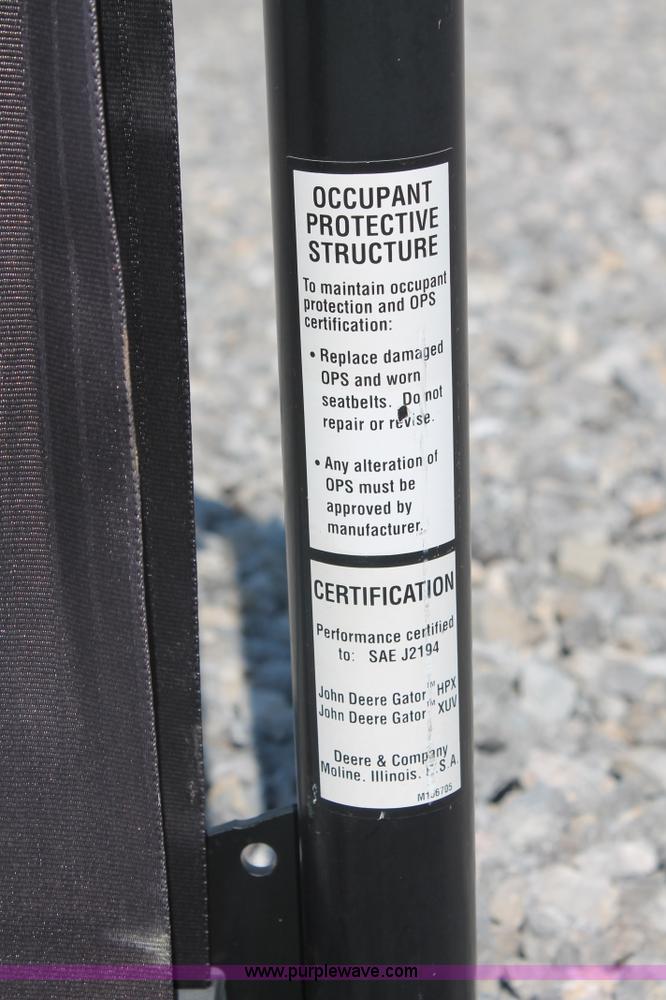 OCCUPANT
PROTECTIVE
STRUCTURE
To maintain occupant
protection and OPS
certification:
• Replace damaged
OPS and worn
seatbelts. Do not
repair or revise.
• Any alteration of
OPS must be
approved by
manufacturer.
CERTIFICATION
Performance certified
to: SAE J2194
John Deere Gator™ HPX
John Deere Gator™ XUV
Deere & Company
Moline, Illinois, U.S.A.
www.purplewave.com